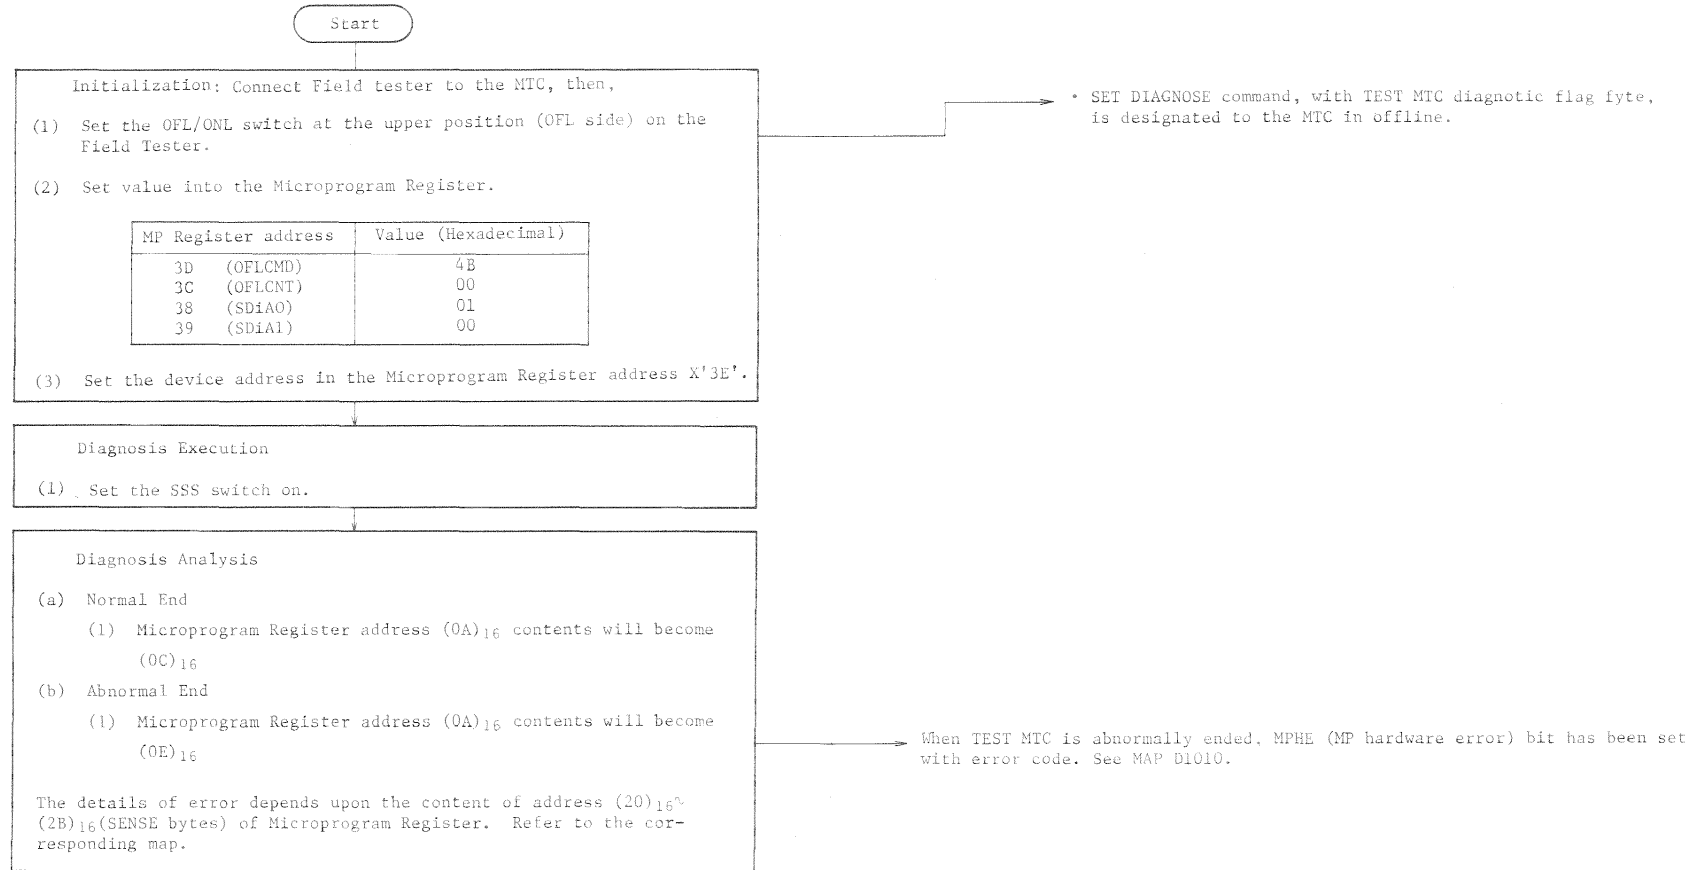 Start
Initialization: Connect Field tester to the MTC, then,
(1) Set the OFL/ONL switch at the upper position (OFL side) on the
Field Tester.
(2) Set value into the Microprogram Register.
MP Register address Value (Hexadecimal)
3D (OFLCMD) 4B
3C (OFLCNT) 00
38 (SDiA0) 01
39 (SDiA1) 00
(3) Set the device address in the Microprogram Register address X'3E'.
• SET DIAGNOSE command, with TEST MTC diagnotic flag fyte,
is designated to the MTC in offline.
Diagnosis Execution
(1) Set the SSS switch on.
Diagnosis Analysis
(a) Normal End
(1) Microprogram Register address (0A)16 contents will become
(0C)16
(b) Abnormal End
(1) Microprogram Register address (0A)16 contents will become
(0E)16
The details of error depends upon the content of address (20)16~
(2B)16(SENSE bytes) of Microprogram Register. Refer to the cor-
responding map.
When TEST MTC is abnormally ended, MPHE (MP hardware error) bit has been set
with error code. See MAP D1010.